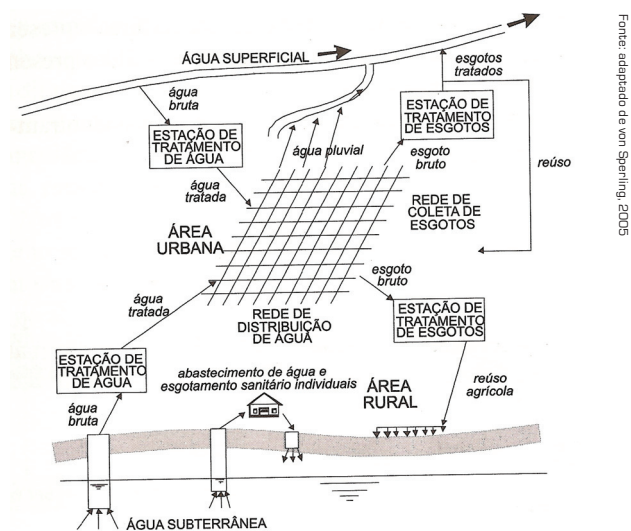 ÁGUA SUPERFICIAL
água
bruta
esgotos
tratados
ESTAÇÃO DE
TRATAMENTO
DE ÁGUA
ESTAÇÃO DE
TRATAMENTO
DE ESGOTOS
água pluvial
esgoto
bruto
reúso
água
tratada
ÁREA
URBANA
REDE DE
COLETA DE
ESGOTOS
esgoto
bruto
água
tratada
REDE DE
DISTRIBUIÇÃO
DE ÁGUA
ESTAÇÃO DE
TRATAMENTO
DE ESGOTOS
ESTAÇÃO DE
TRATAMENTO
DE ÁGUA
abastecimento de água e
esgotamento sanitário individuais
ÁREA
RURAL
reúso
agrícola
água
bruta
ÁGUA SUBTERRÂNEA
Fonte: adaptado de von Sperling, 2005